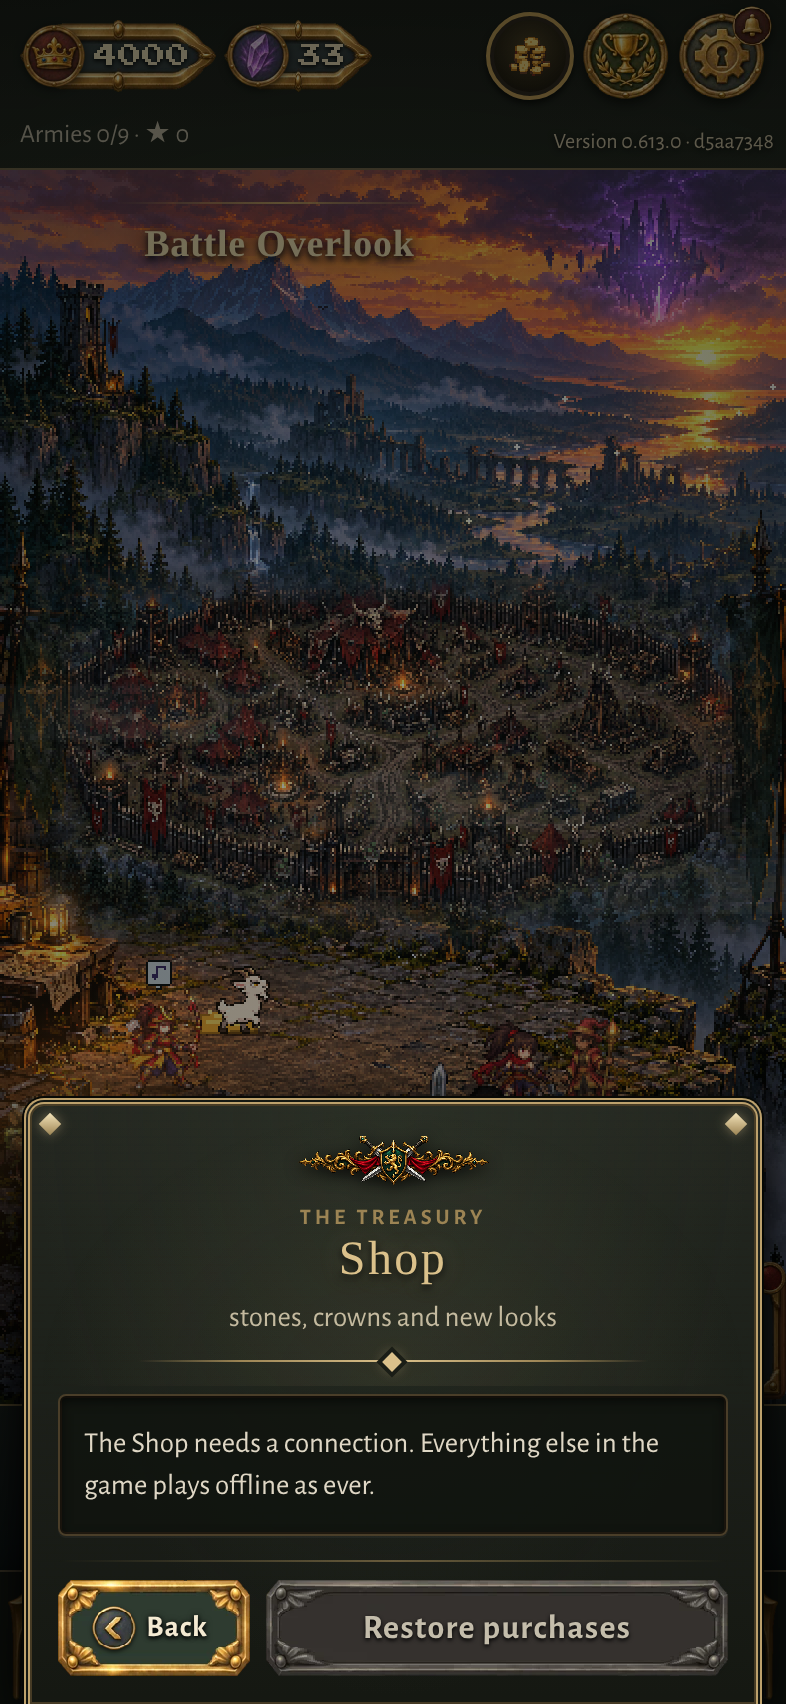 4000
33
Armies 0/9 · ★ 0
Version 0.613.0 · d5aa7348
Battle Overlook
THE TREASURY
Shop
stones, crowns and new looks
The Shop needs a connection. Everything else in the
game plays offline as ever.
Back
Restore purchases